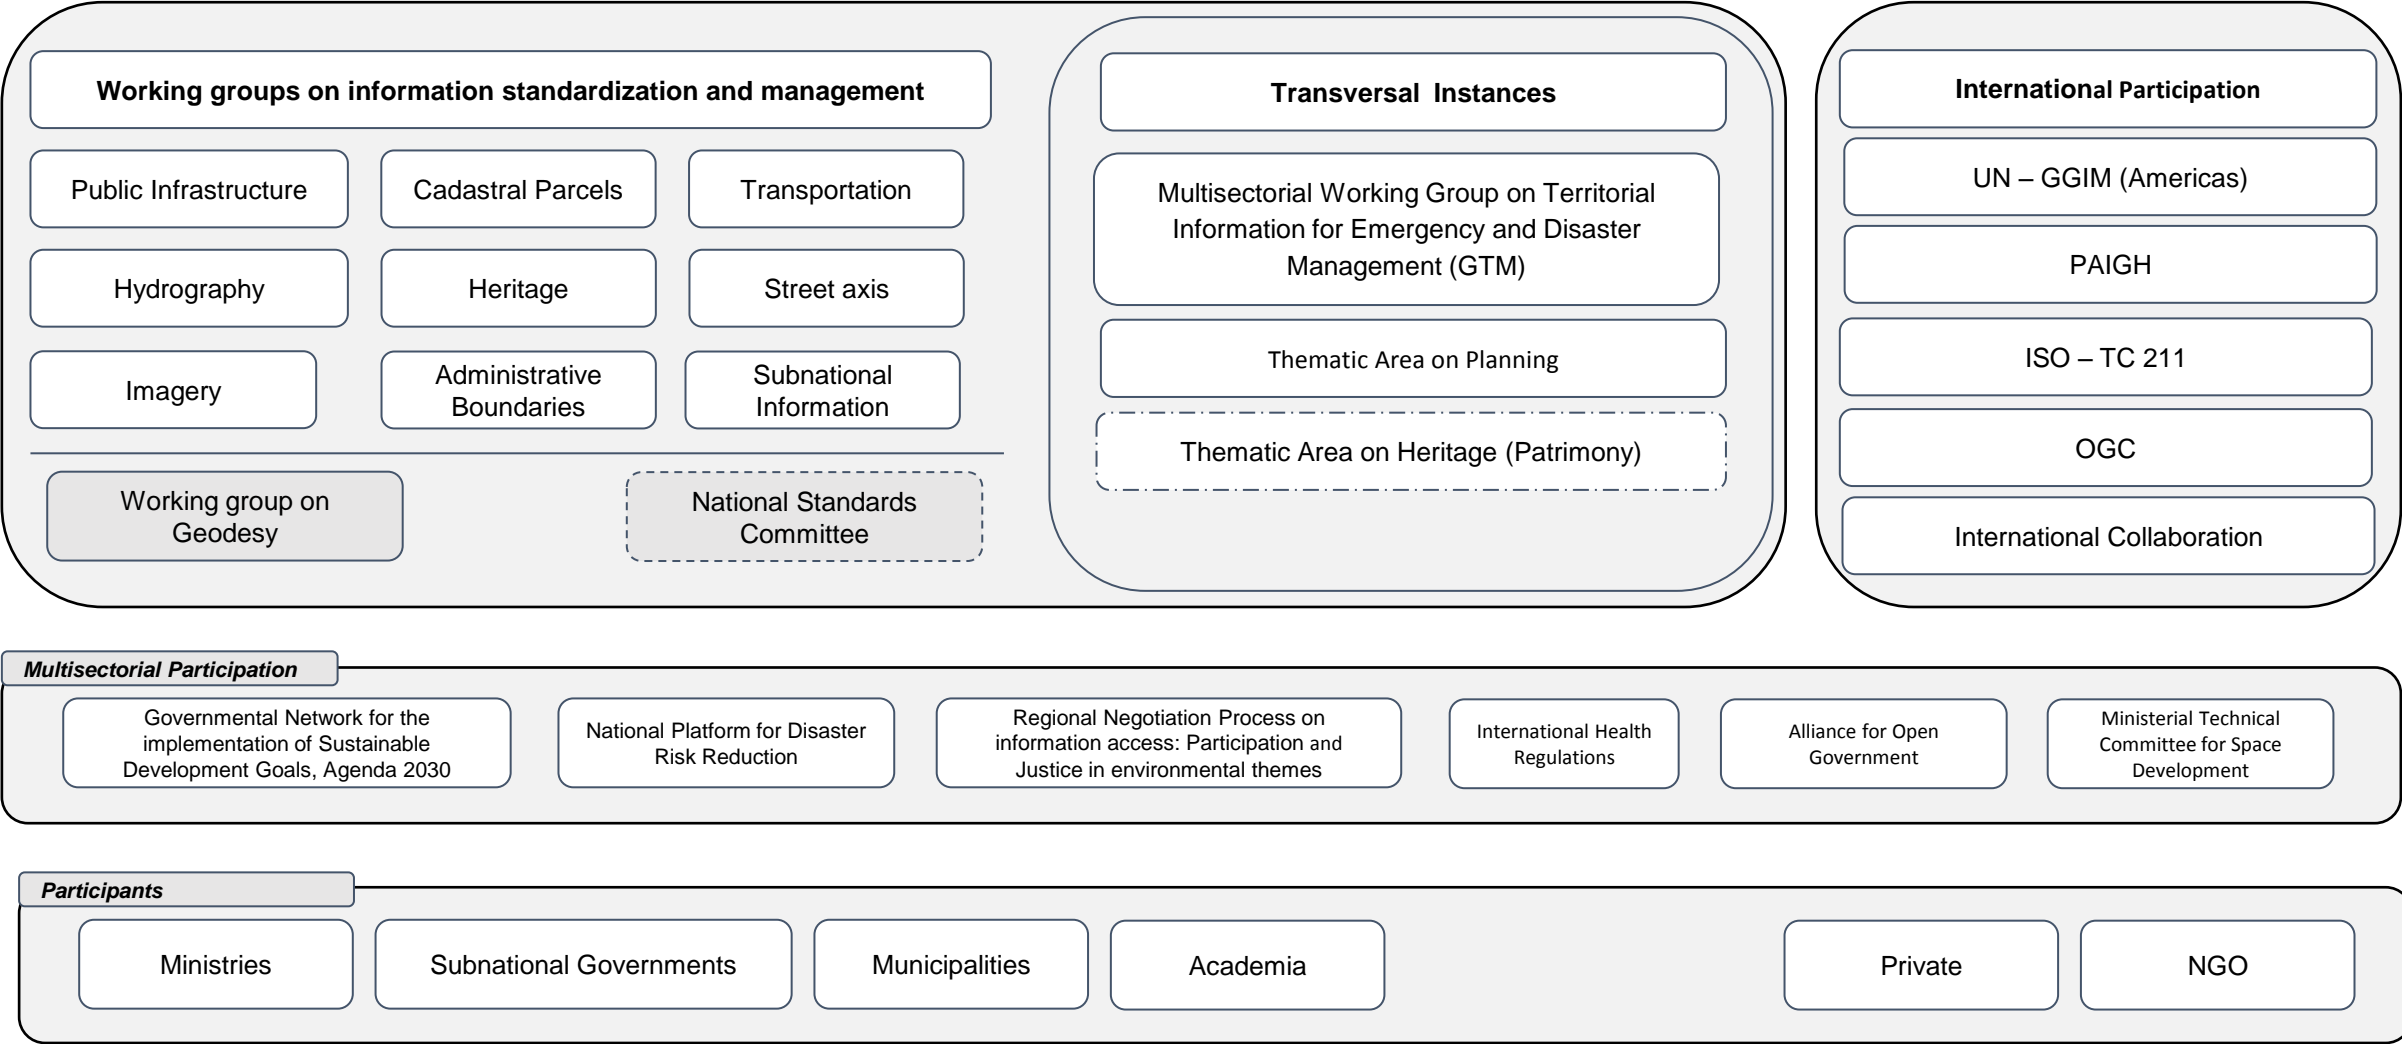 Working groups on information standardization and management
Public Infrastructure
Cadastral Parcels
Transportation
Hydrography
Heritage
Street axis
Imagery
Administrative
Boundaries
Subnational
Information
Working group on
Geodesy
National Standards
Committee
Transversal  Instances
Multisectorial Working Group on Territorial
Information for Emergency and Disaster
Management (GTM)
Thematic Area on Planning
Thematic Area on Heritage (Patrimony)
International Participation
UN – GGIM (Americas)
PAIGH
ISO – TC 211
OGC
International Collaboration
Multisectorial Participation
Governmental Network for the
implementation of Sustainable
Development Goals, Agenda 2030
National Platform for Disaster
Risk Reduction
Regional Negotiation Process on
information access: Participation and
Justice in environmental themes
International Health
Regulations
Alliance for Open
Government
Ministerial Technical
Committee for Space
Development
Participants
Ministries
Subnational Governments
Municipalities
Academia
Private
NGO